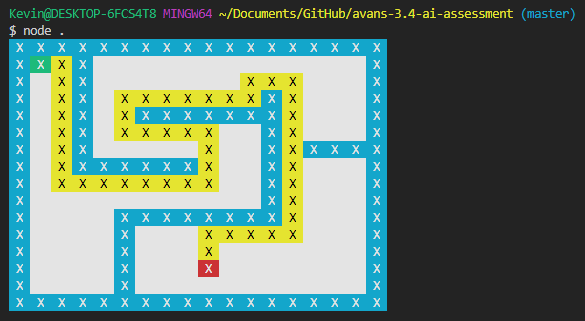 Kevin@DESKTOP-6FCS4T8 MINGW64 ~/Documents/GitHub/avans-3.4-ai-assessment (master)
$ node .
X X X X X X X X X X X X X X X X X X
X X X X                           X
X   X X               X X X       X
X   X X   X X X X X X X X X       X
X   X X   X X X X X X X X X       X
X   X X   X X X X X     X X       X
X   X X           X     X X X X X X
X   X X X X X X X X     X X       X
X   X X X X X X X X     X X       X
X                       X X       X
X         X X X X X X X X X       X
X         X       X X X X X       X
X         X       X               X
X         X       X               X
X         X                       X
X X X X X X X X X X X X X X X X X X